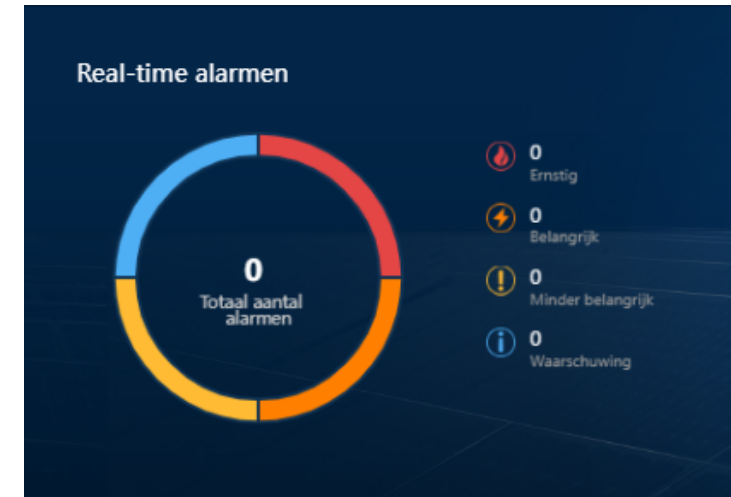 Real-time alarmen
0
Totaal aantal
alarmen
0
Ernstig
0
Belangrijk
0
Minder belangrijk
0
Waarschuwing